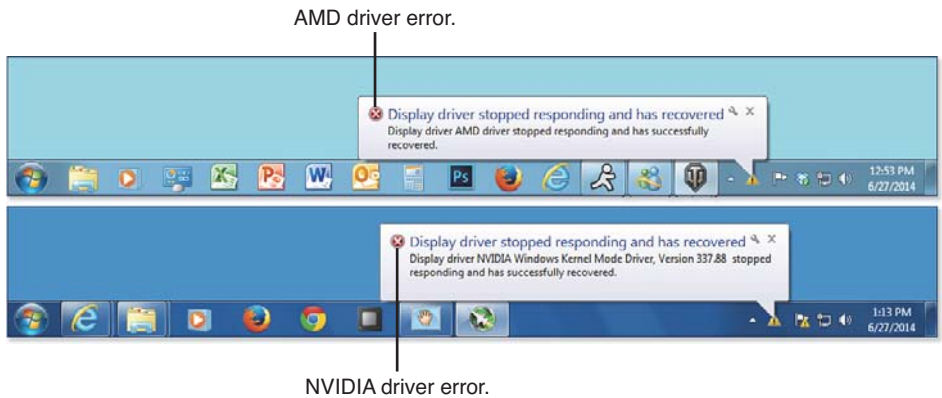 AMD driver error.
Display driver stopped responding and has recovered
Display driver AMD driver stopped responding and has successfully
recovered.
Ps
12:53 PM
6/27/2014
Display driver stopped responding and has recovered
Display driver NVIDIA Windows Kernel Mode Driver, Version 337.88 stopped
responding and has successfully recovered.
1:13 PM
6/27/2014
NVIDIA driver error.